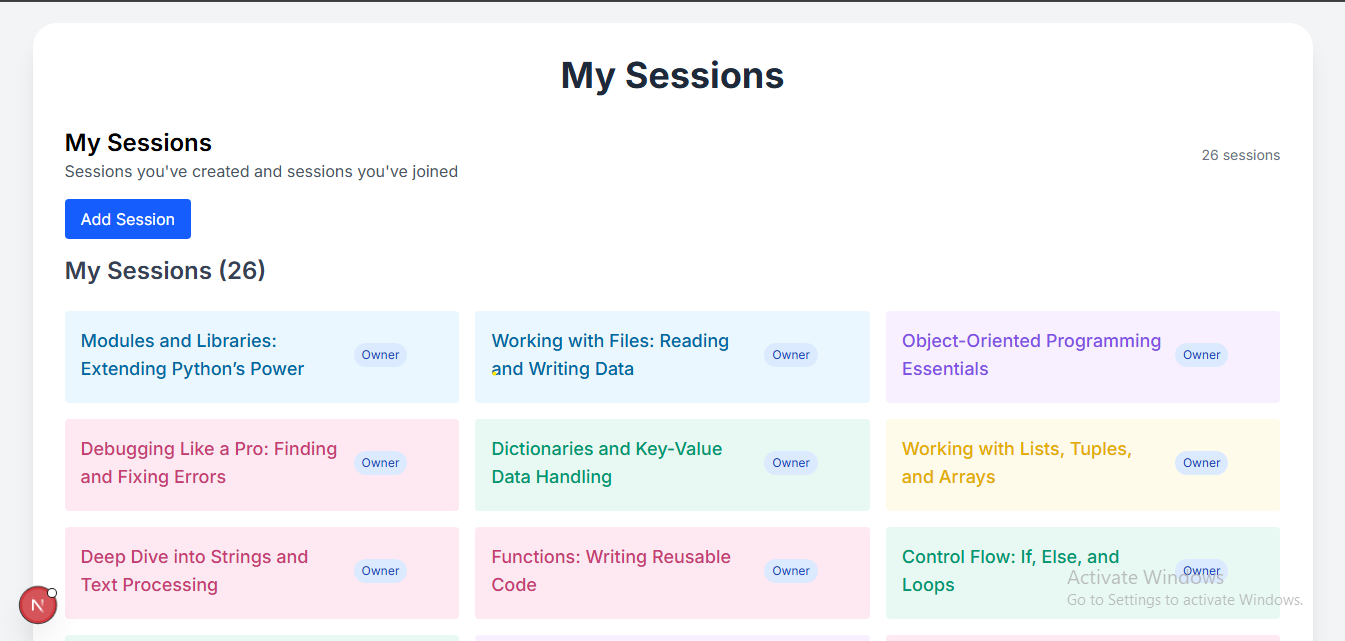 My Sessions
My Sessions
Sessions you've created and sessions you've joined
26 sessions
Add Session
My Sessions (26)
Modules and Libraries:
Extending Python’s Power
Owner
Working with Files: Reading
and Writing Data
Owner
Object-Oriented Programming
Essentials
Owner
Debugging Like a Pro: Finding
and Fixing Errors
Owner
Dictionaries and Key-Value
Data Handling
Owner
Working with Lists, Tuples,
and Arrays
Owner
Deep Dive into Strings and
Text Processing
Owner
Functions: Writing Reusable
Code
Owner
Control Flow: If, Else, and
Loops
Owner
Activate Windows
Go to Settings to activate Windows.
N